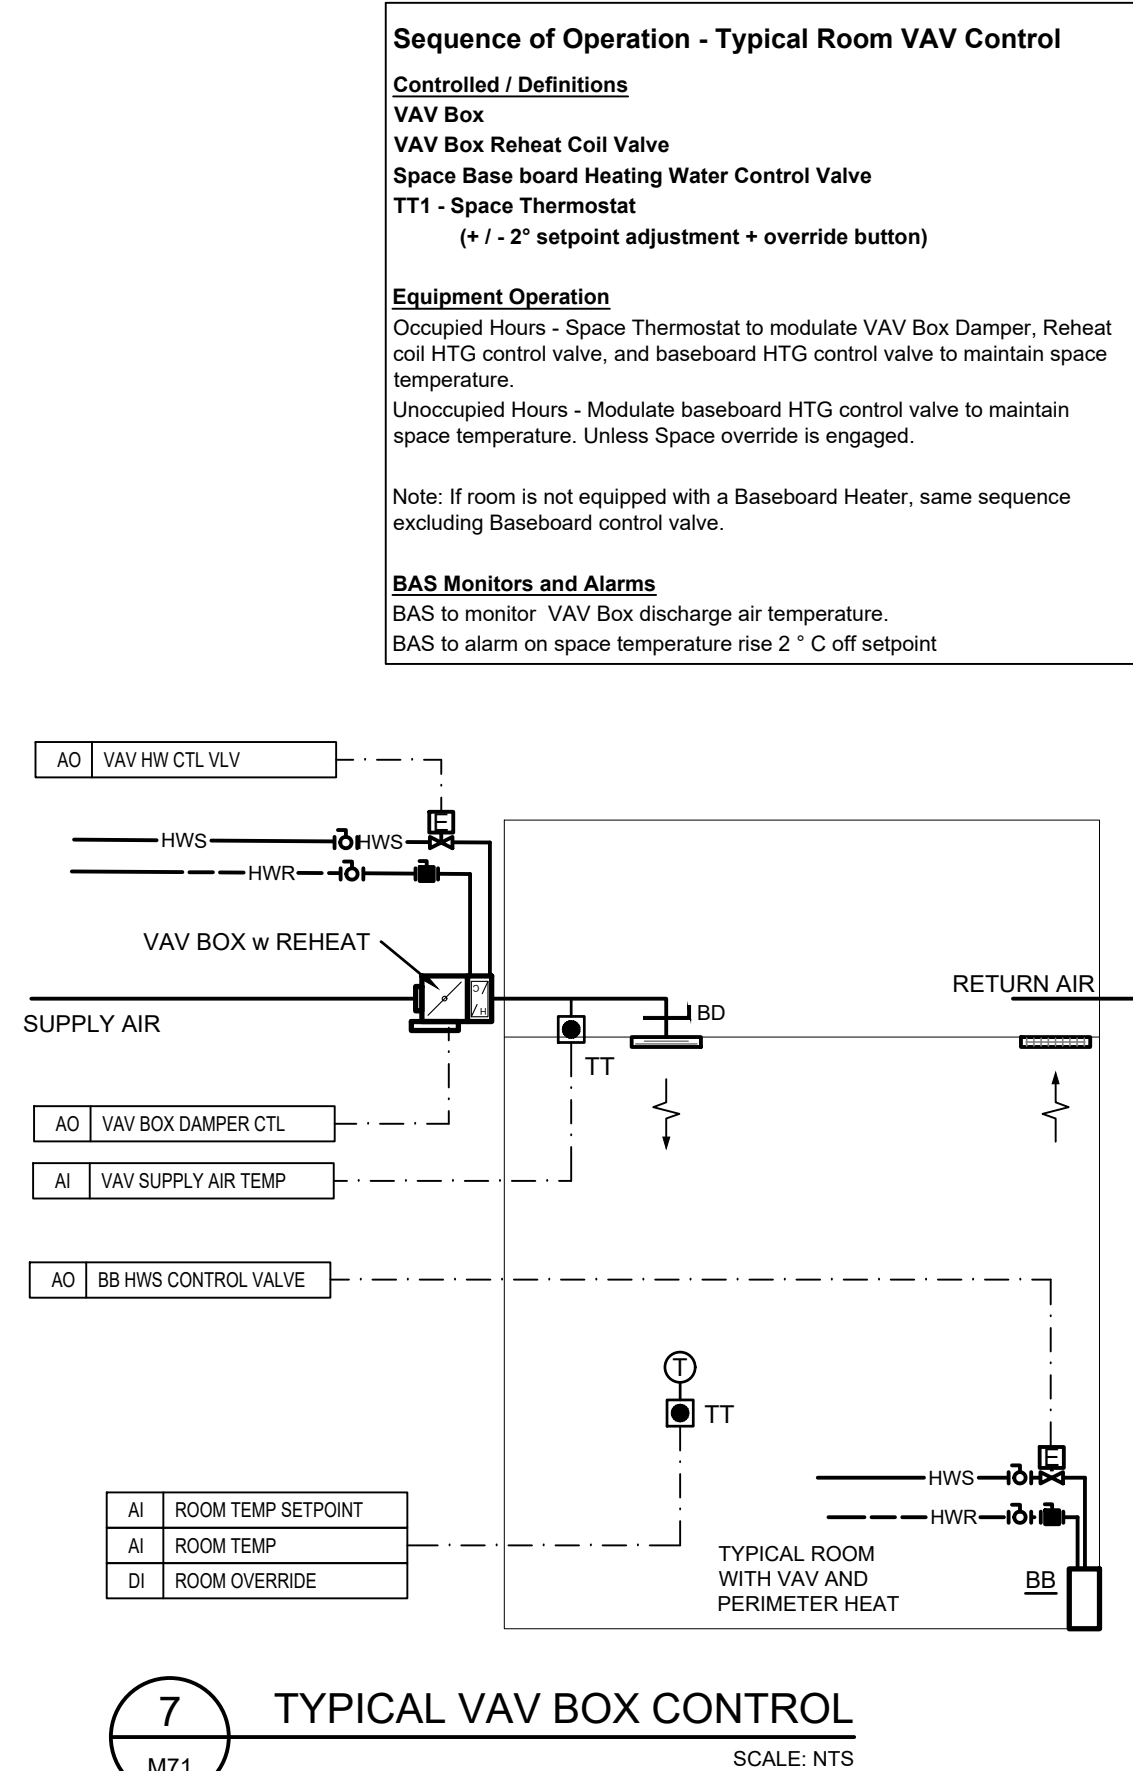 Sequence of Operation - Typical Room VAV Control
Controlled / Definitions
VAV Box
VAV Box Reheat Coil Valve
Space Base board Heating Water Control Valve
TT1 - Space Thermostat
(+ / - 2° setpoint adjustment + override button)
Equipment Operation
Occupied Hours - Space Thermostat to modulate VAV Box Damper, Reheat
coil HTG control valve, and baseboard HTG control valve to maintain space
temperature.
Unoccupied Hours - Modulate baseboard HTG control valve to maintain
space temperature. Unless Space override is engaged.
Note: If room is not equipped with a Baseboard Heater, same sequence
excluding Baseboard control valve.
BAS Monitors and Alarms
BAS to monitor  VAV Box discharge air temperature.
BAS to alarm on space temperature rise 2 ° C off setpoint
AO VAV HW CTL VLV
E
HWS HWS
HWR
VAV BOX w REHEAT
C
H
RETURN AIR
SUPPLY AIR
BD
TT
AO VAV BOX DAMPER CTL
AI VAV SUPPLY AIR TEMP
AO BB HWS CONTROL VALVE
T
TT
E
HWS
HWR
AI ROOM TEMP SETPOINT
AI ROOM TEMP
DI ROOM OVERRIDE
TYPICAL ROOM
WITH VAV AND
PERIMETER HEAT
BB
7 TYPICAL VAV BOX CONTROL
M71 SCALE: NTS